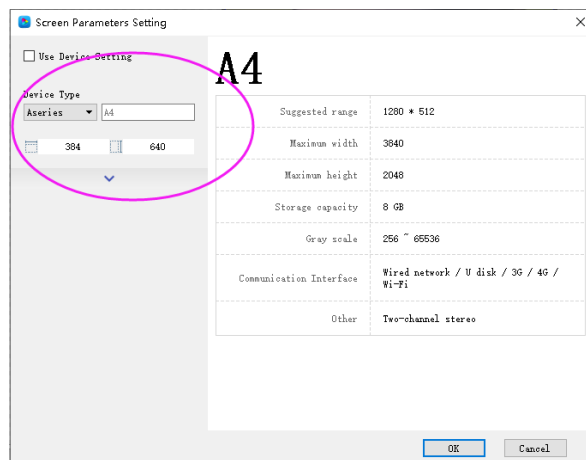 Screen Parameters Setting
Use Device Setting
A4
Device Type
Aseries
A4
384
640
Suggested range
1280 * 512
Maximum width
3840
Maximum height
2048
Storage capacity
8 GB
Gray scale
256 ~ 65536
Communication Interface
Wired network / U disk / 3G / 4G /
Wi-Fi
Other
Two-channel stereo
OK
Cancel